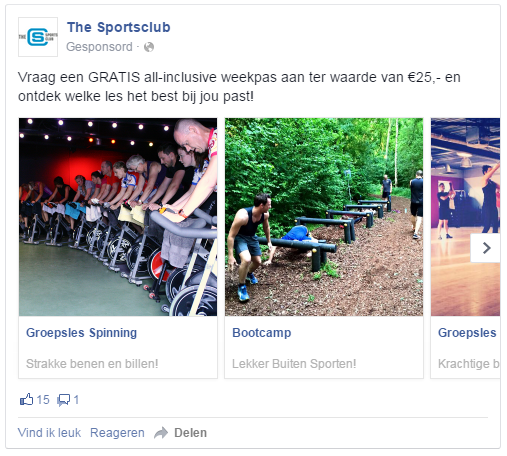 THE SPORTS CLUB
The Sportsclub
Gesponsord ·
Vraag een GRATIS all-inclusive weekpas aan ter waarde van €25,- en
ontdek welke les het best bij jou past!
Groepsles Spinning
Strakke benen en billen!
Bootcamp
Lekker Buiten Sporten!
Groepsles
Krachtige b
15 1
Vind ik leuk Reageren Delen